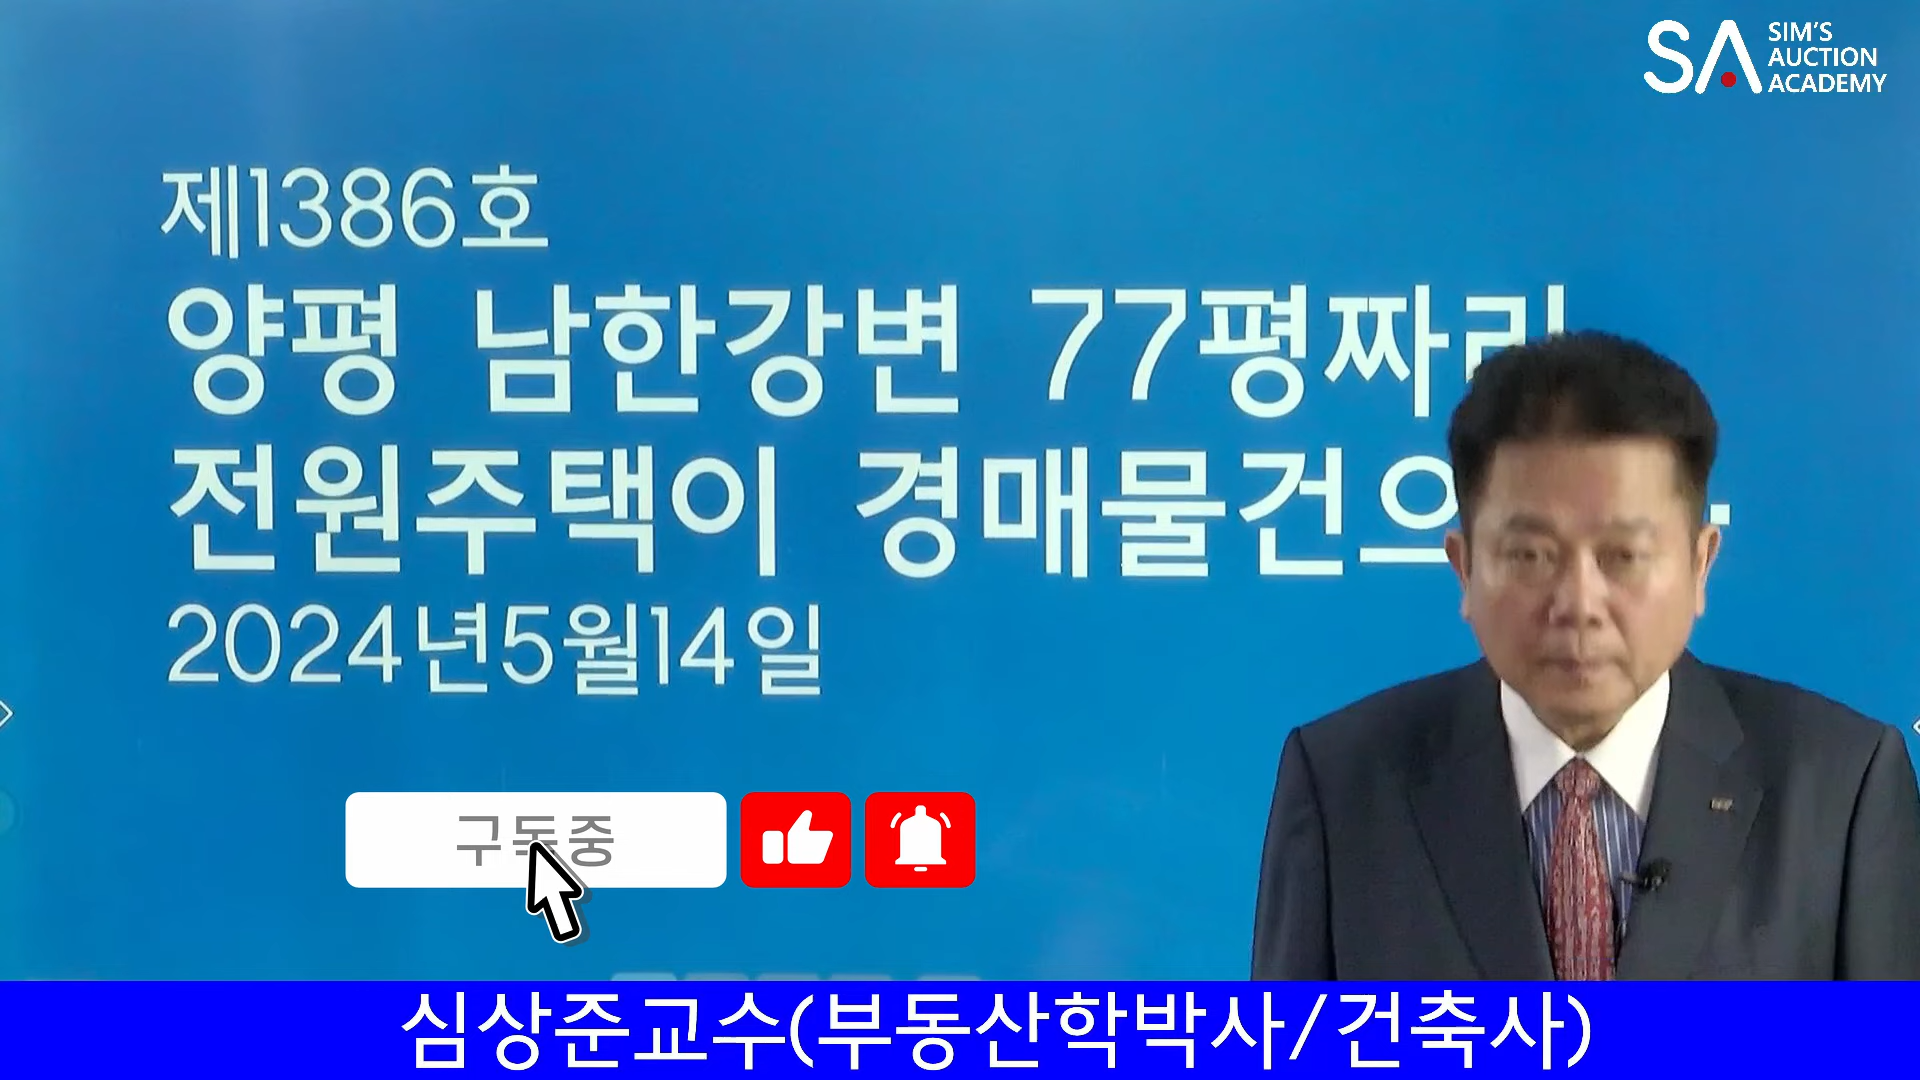 SA SIM'S
AUCTION
ACADEMY
제1386호
양평 남한강변 77평짜리
전원주택이 경매물건으
2024년5월14일
구독중
심상준교수(부동산학박사/건축사)